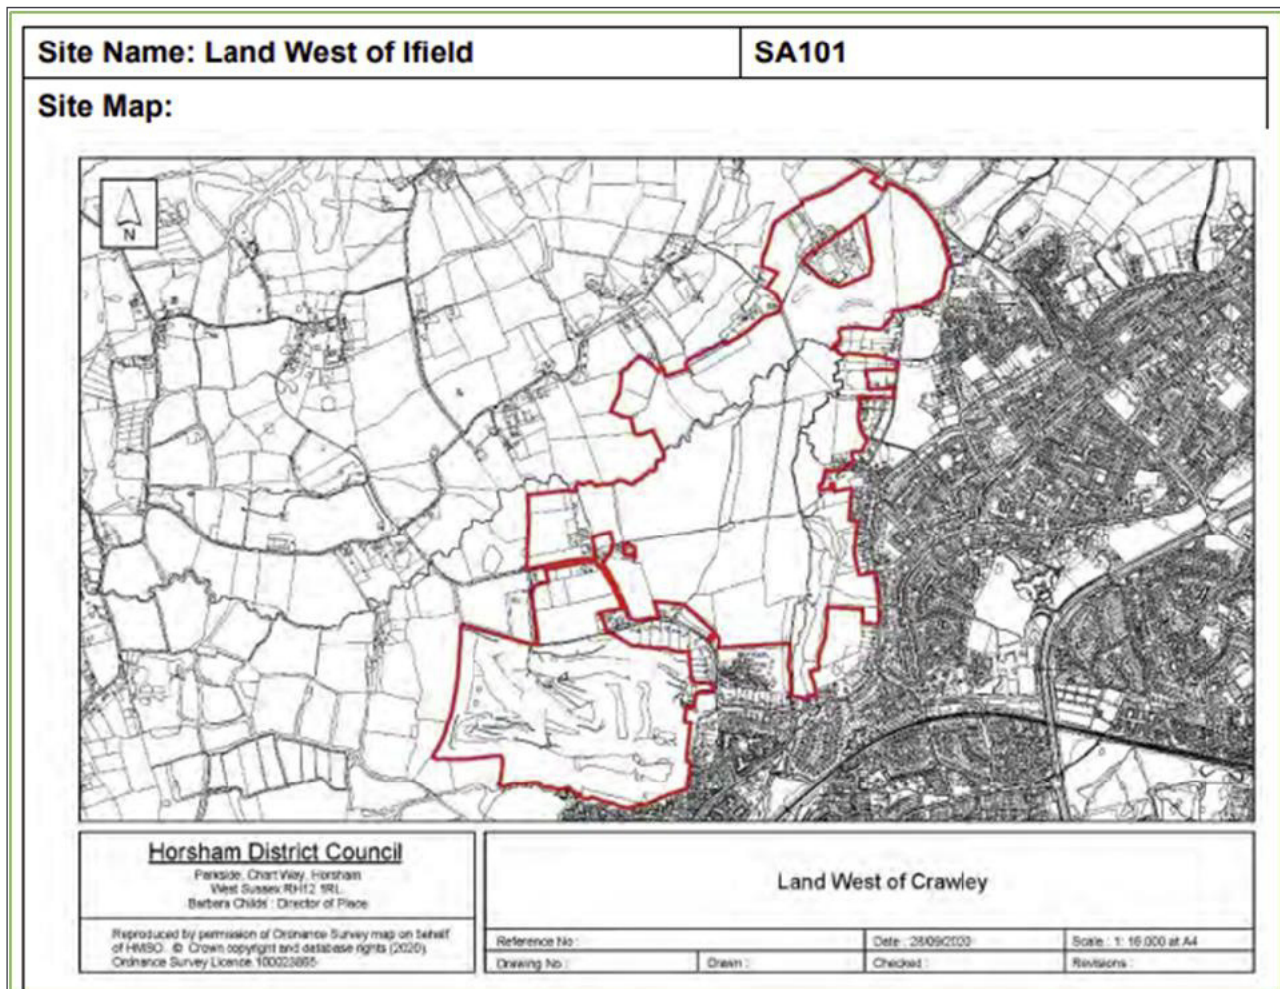 Site Name: Land West of Ifield
SA101
Site Map:
N
Horsham District Council
Parkside, Chart Way, Horsham
West Sussex RH12 1RL
Barbara Childs : Director of Place
Reproduced by permission of Ordnance Survey map on behalf
of HMSO. © Crown copyright and database rights (2020).
Ordnance Survey Licence.100023865
Land West of Crawley
Reference No :
Date : 28/09/2020
Scale : 1: 16,000 at A4
Drawing No :
Drawn :
Checked :
Revisions :